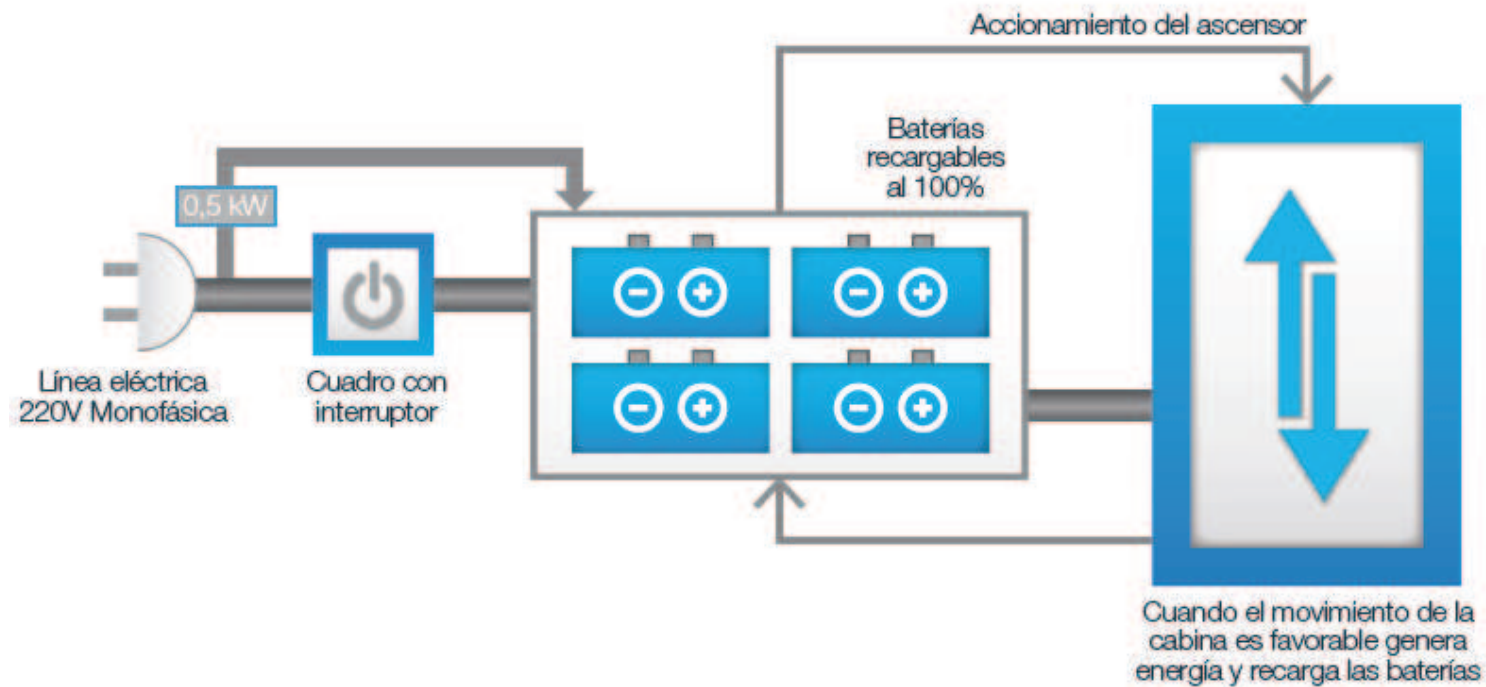 Accionamiento del ascensor
Baterías
recargables
al 100%
0,5 kW
Línea eléctrica
220V Monofásica
Cuadro con
interruptor
Cuando el movimiento de la
cabina es favorable genera
energía y recarga las baterías